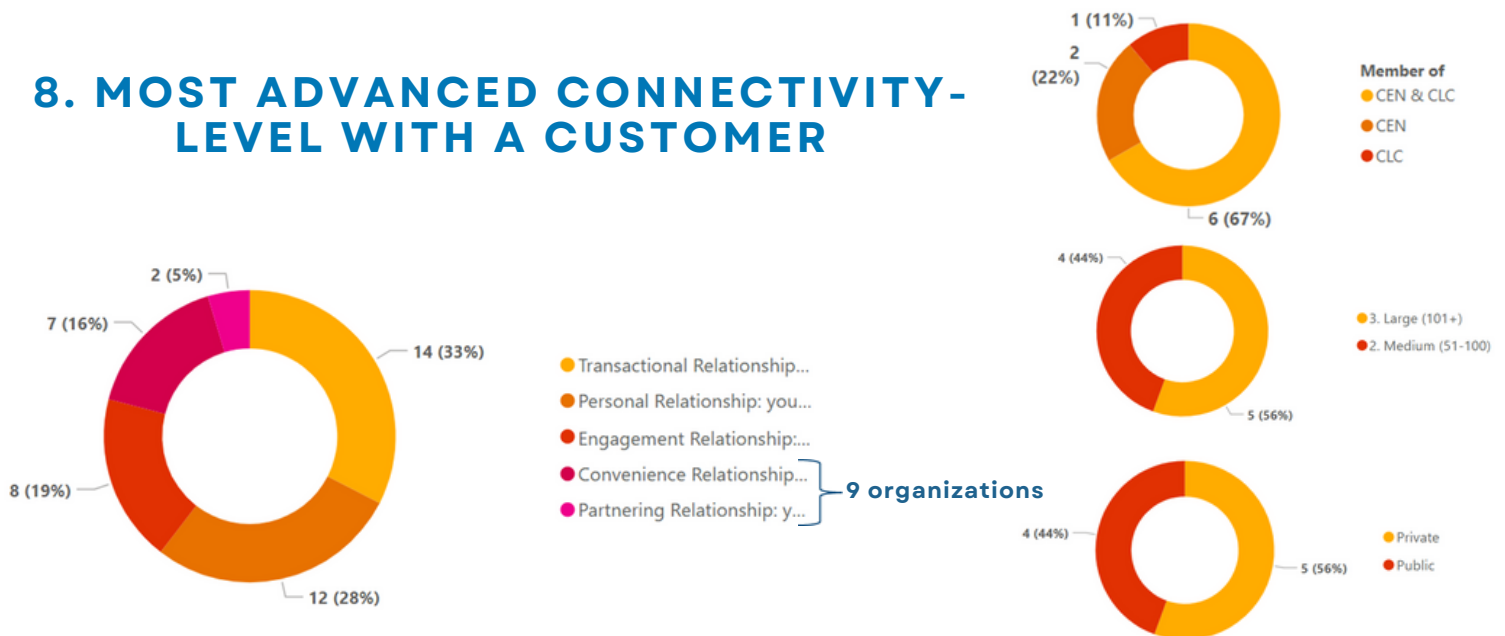 8. MOST ADVANCED CONNECTIVITY-
LEVEL WITH A CUSTOMER
2 (5%)
7 (16%)
14 (33%)
8 (19%)
12 (28%)
Transactional Relationship...
Personal Relationship: you...
Engagement Relationship:...
Convenience Relationship...
Partnering Relationship: y...
9 organizations
1 (11%)
2
(22%)
6 (67%)
Member of
CEN & CLC
CEN
CLC
4 (44%)
5 (56%)
3. Large (101+)
2. Medium (51-100)
4 (44%)
5 (56%)
Private
Public